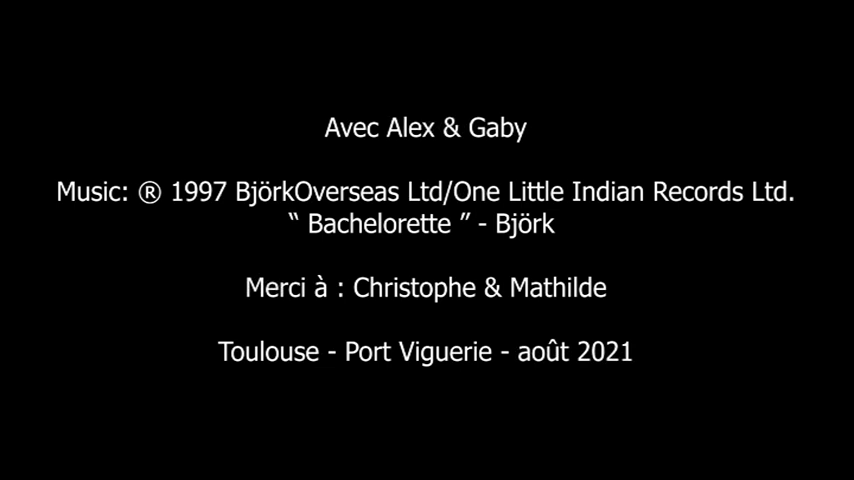 Avec Alex & Gaby
Music: ® 1997 BjörkOverseas Ltd/One Little Indian Records Ltd.
“ Bachelorette ” - Björk
Merci à : Christophe & Mathilde
Toulouse - Port Viguerie - août 2021